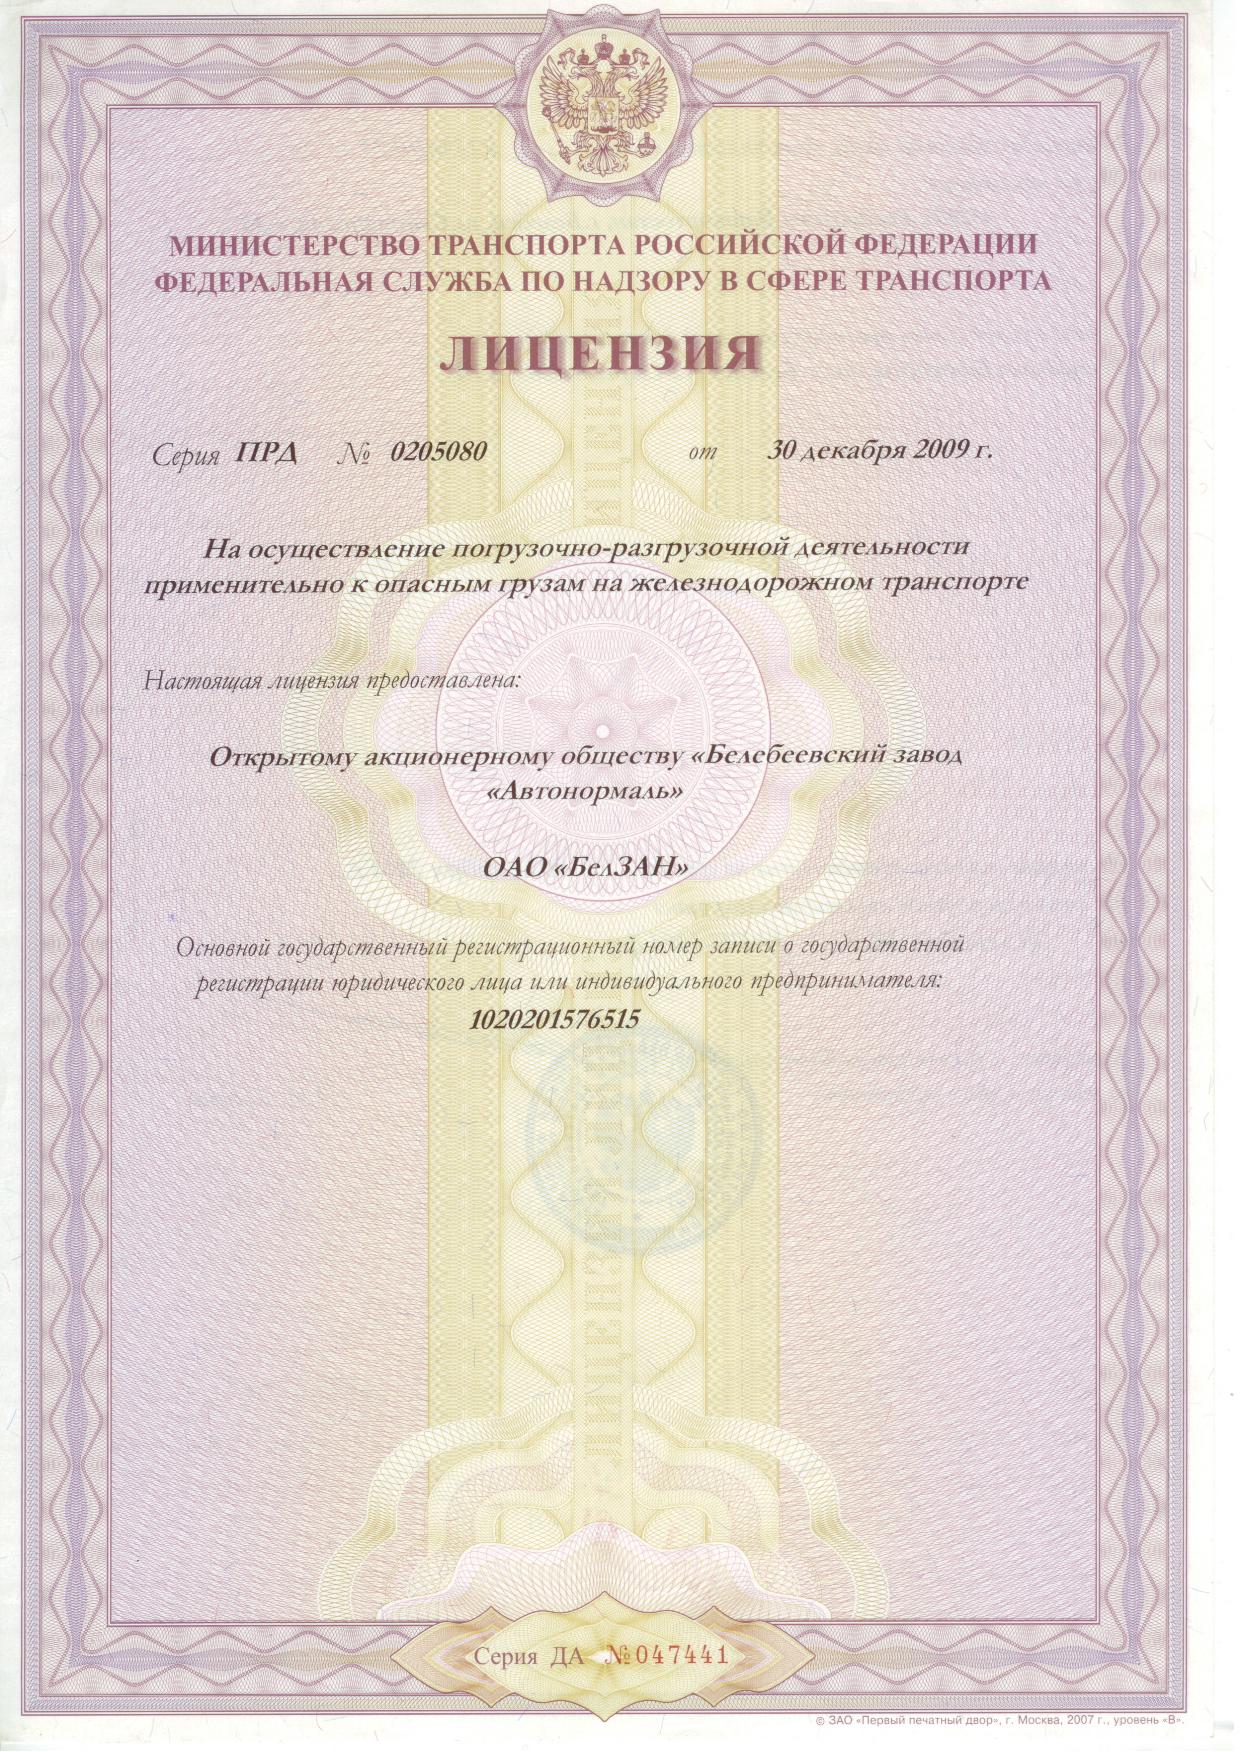 МИНИСТЕРСТВО ТРАНСПОРТА РОССИЙСКОЙ ФЕДЕРАЦИИ
ФЕДЕРАЛЬНАЯ СЛУЖБА ПО НАДЗОРУ В СФЕРЕ ТРАНСПОРТА
ЛИЦЕНЗИЯ
Серия ПРД № 0205080 от 30 декабря 2009 г.
На осуществление погрузочно-разгрузочной деятельности
применительно к опасным грузам на железнодорожном транспорте
Настоящая лицензия предоставлена:
Открытому акционерному обществу «Белебеевский завод
«Автонормаль»
ОАО «БелЗАН»
Основной государственный регистрационный номер записи о государственной
регистрации юридического лица или индивидуального предпринимателя:
1020201576515
Серия ДА №047441
© ЗАО «Первый печатный двор», г. Москва, 2007 г., уровень «В».